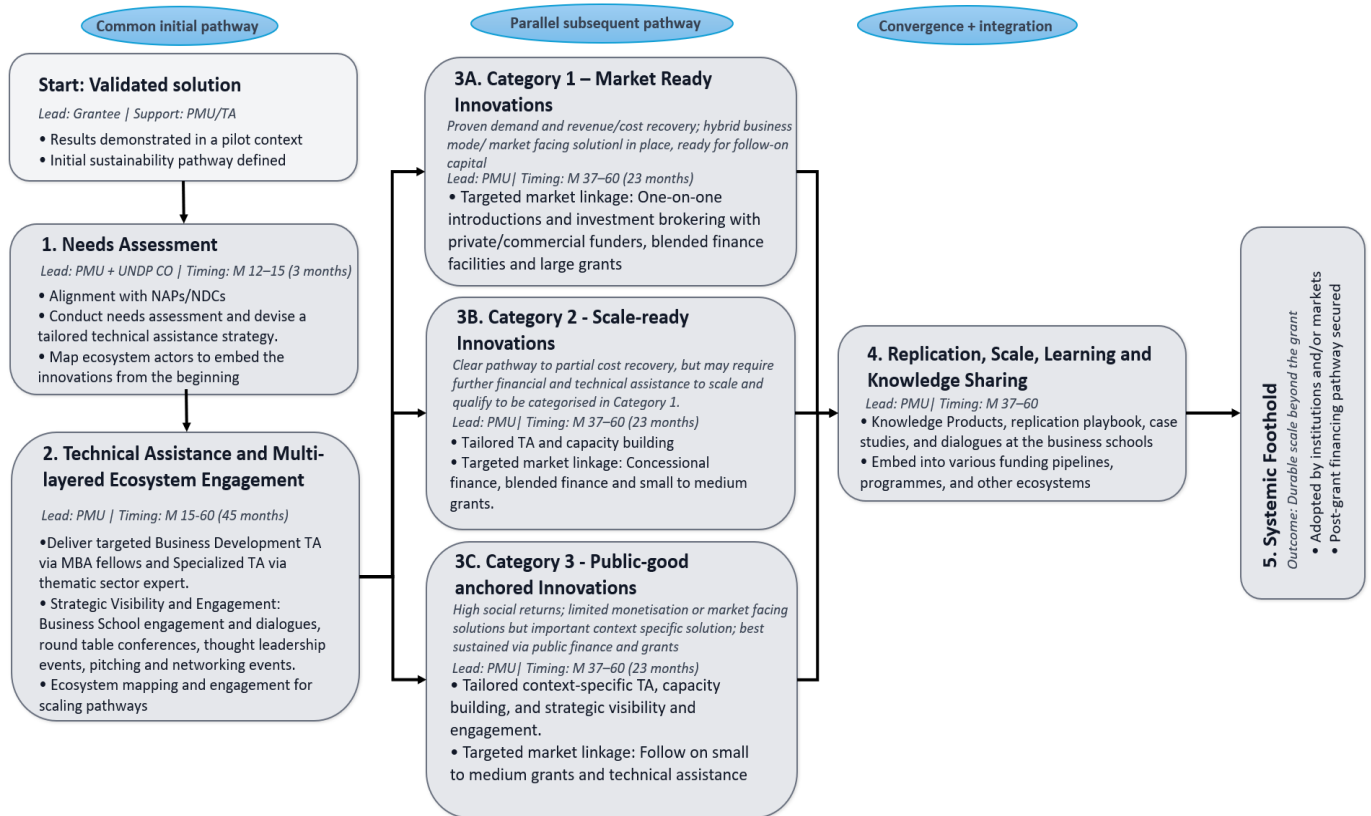 Common initial pathway
Parallel subsequent pathway
Convergence + integration
Start: Validated solution
Lead: Grantee | Support: PMU/TA
• Results demonstrated in a pilot context
• Initial sustainability pathway defined
1. Needs Assessment
Lead: PMU + UNDP CO | Timing: M 12–15 (3 months)
• Alignment with NAPs/NDCs
• Conduct needs assessment and devise a
tailored technical assistance strategy.
• Map ecosystem actors to embed the
innovations from the beginning
2. Technical Assistance and Multi-
layered Ecosystem Engagement
Lead: PMU | Timing: M 15-60 (45 months)
•Deliver targeted Business Development TA
via MBA fellows and Specialized TA via
thematic sector expert.
• Strategic Visibility and Engagement:
Business School engagement and dialogues,
round table conferences, thought leadership
events, pitching and networking events.
• Ecosystem mapping and engagement for
scaling pathways
3A. Category 1 – Market Ready
Innovations
Proven demand and revenue/cost recovery; hybrid business
mode/ market facing solutionl in place, ready for follow-on
capital
Lead: PMU| Timing: M 37–60 (23 months)
• Targeted market linkage: One-on-one
introductions and investment brokering with
private/commercial funders, blended finance
facilities and large grants
3B. Category 2 - Scale-ready
Innovations
Clear pathway to partial cost recovery, but may require
further financial and technical assistance to scale and
qualify to be categorised in Category 1.
Lead: PMU| Timing: M 37–60 (23 months)
• Tailored TA and capacity building
• Targeted market linkage: Concessional
finance, blended finance and small to medium
grants.
3C. Category 3 - Public-good
anchored Innovations
High social returns; limited monetisation or market facing
solutions but important context specific solution; best
sustained via public finance and grants
Lead: PMU| Timing: M 37–60 (23 months)
• Tailored context-specific TA, capacity
building, and strategic visibility and
engagement.
• Targeted market linkage: Follow on small
to medium grants and technical assistance
4. Replication, Scale, Learning and
Knowledge Sharing
Lead: PMU| Timing: M 37–60
• Knowledge Products, replication playbook, case
studies, and dialogues at the business schools
• Embed into various funding pipelines,
programmes, and other ecosystems
5. Systemic Foothold
Outcome: Durable scale beyond the grant
• Adopted by institutions and/or markets
• Post-grant financing pathway secured